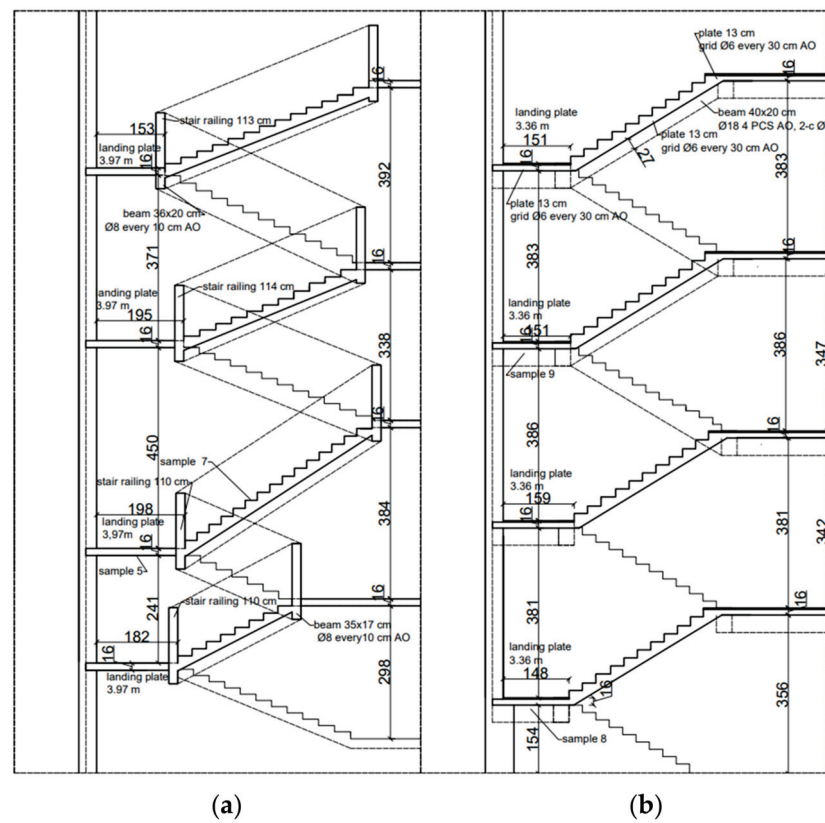 16
stair railing 113 cm
153
landing plate
3.97 m
16
392
beam 36x20 cm
Ø8 every 10 cm AO
371
16
landing plate
3.97 m
stair railing 114 cm
195
16
338
16
450
sample 7
stair railing 110 cm
198
landing plate
3,97m
16
384
sample 5
241
stair railing 110 cm
16
182
16
beam 35x17 cm
Ø8 every10 cm AO
landing plate
3.97 m
298
(a)
plate 13 cm
grid Ø6 every 30 cm AO
16
landing plate
3.36 m
151
16
beam 40x20 cm
Ø18 4 PCS AO, 2-c Ø
plate 13 cm
grid Ø6 every 30 cm AO
27
383
plate 13 cm
grid Ø6 every 30 cm AO
383
16
landing plate
3.36 m
151
16
sample 9
386
347
386
16
landing plate
3.36 m
159
16
381
342
381
16
landing plate
3.36 m
148
16
356
sample 8
154
(b)